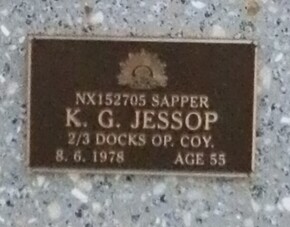 NX152705 SAPPER
K. G. JESSOP
2/3 DOCKS OP. COY.
8. 6. 1978 AGE 55